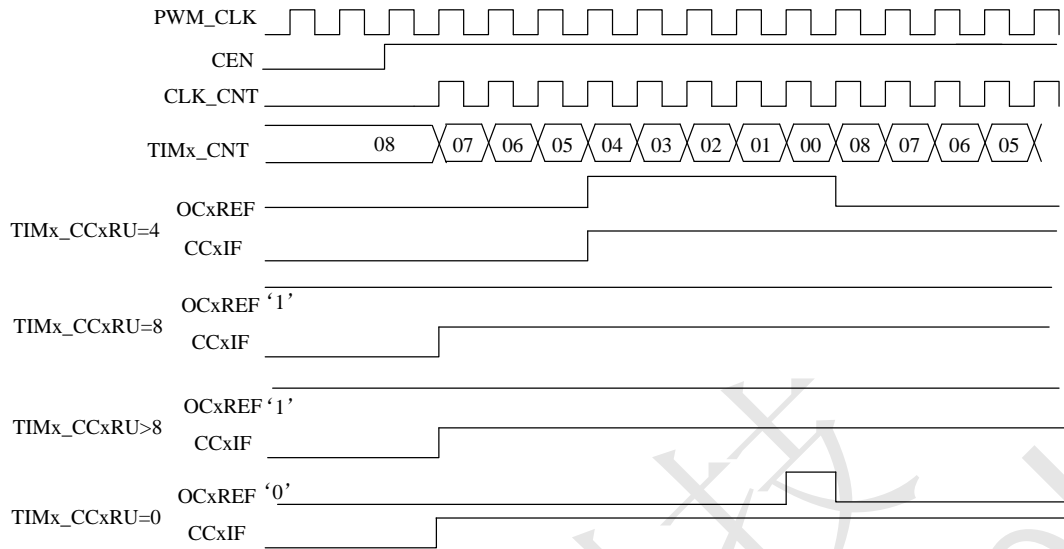 PWM_CLK
CEN
CLK_CNT
TIMx_CNT 08 07 06 05 04 03 02 01 00 08 07 06 05
OCxREF
TIMx_CCxRU=4
CCxIF
OCxREF ‘1’
TIMx_CCxRU=8
CCxIF
OCxREF ‘1’
TIMx_CCxRU>8
CCxIF
OCxREF ‘0’
TIMx_CCxRU=0
CCxIF